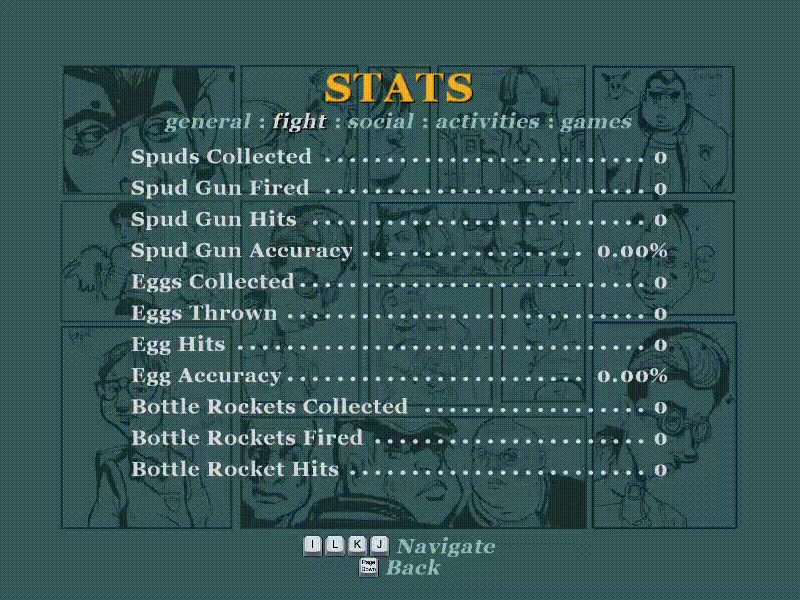 STATS
general : fight : social : activities : games
Spuds Collected ........................ 0
Spud Gun Fired ........................ 0
Spud Gun Hits ......................... 0
Spud Gun Accuracy ................. 0.00%
Eggs Collected .......................... 0
Eggs Thrown ........................... 0
Egg Hits ............................... 0
Egg Accuracy ....................... 0.00%
Bottle Rockets Collected ................. 0
Bottle Rockets Fired ..................... 0
Bottle Rocket Hits ....................... 0
I L K J Navigate
Page Down Back